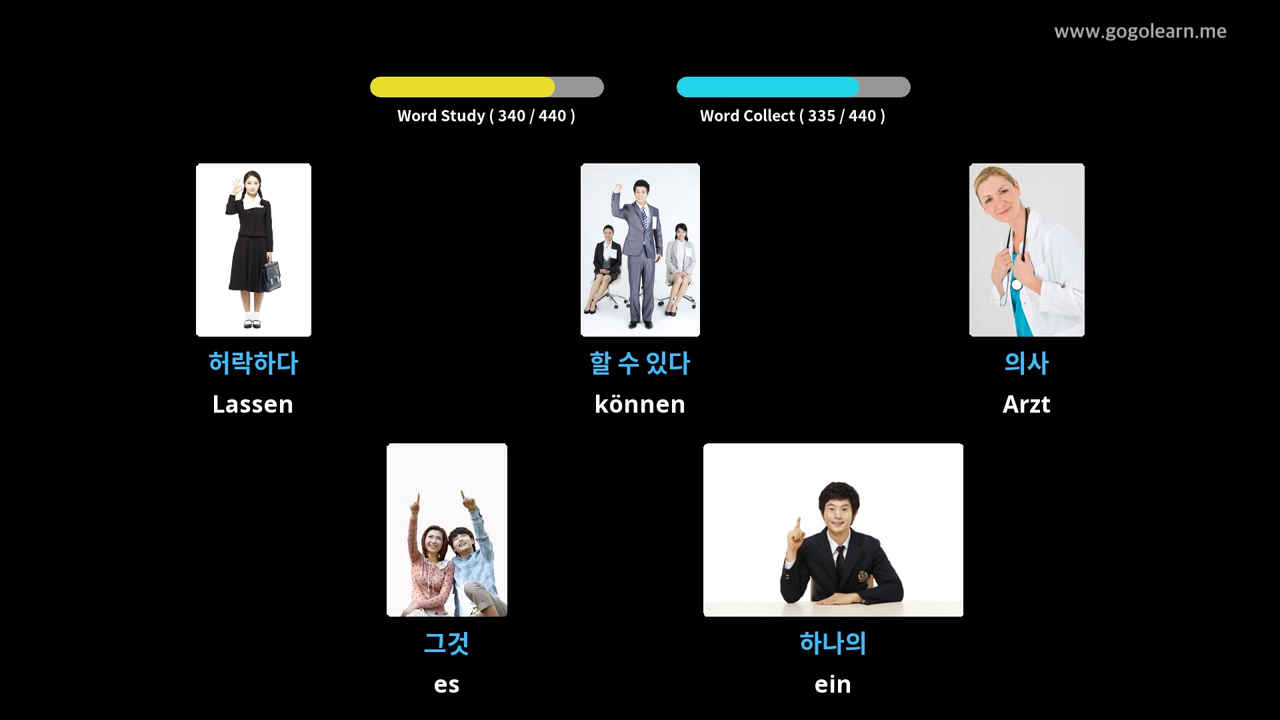 www.gogolearn.me
Word Study ( 340 / 440 )
Word Collect ( 335 / 440 )
허락하다
Lassen
할 수 있다
können
의사
Arzt
그것
es
하나의
ein